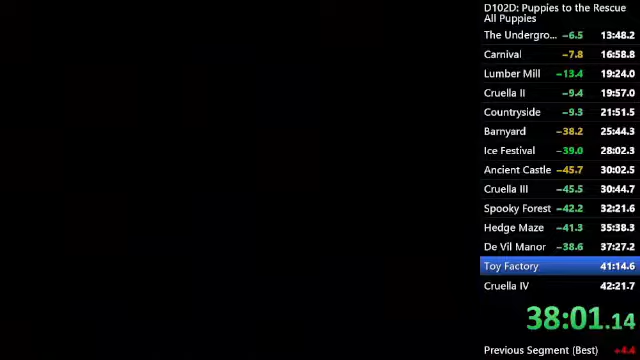 D102D: Puppies to the Rescue
All Puppies
The Undergro... −6.5 13:48.2
Carnival −7.8 16:58.8
Lumber Mill −13.4 19:24.0
Cruella II −9.4 19:57.0
Countryside −9.3 21:51.5
Barnyard −38.2 25:44.3
Ice Festival −39.0 28:02.3
Ancient Castle −45.7 30:02.5
Cruella III −45.5 30:44.7
Spooky Forest −42.2 32:21.6
Hedge Maze −41.3 35:38.3
De Vil Manor −38.6 37:27.2
Toy Factory 41:14.6
Cruella IV 42:21.7
38:01.14
Previous Segment (Best) +4.4